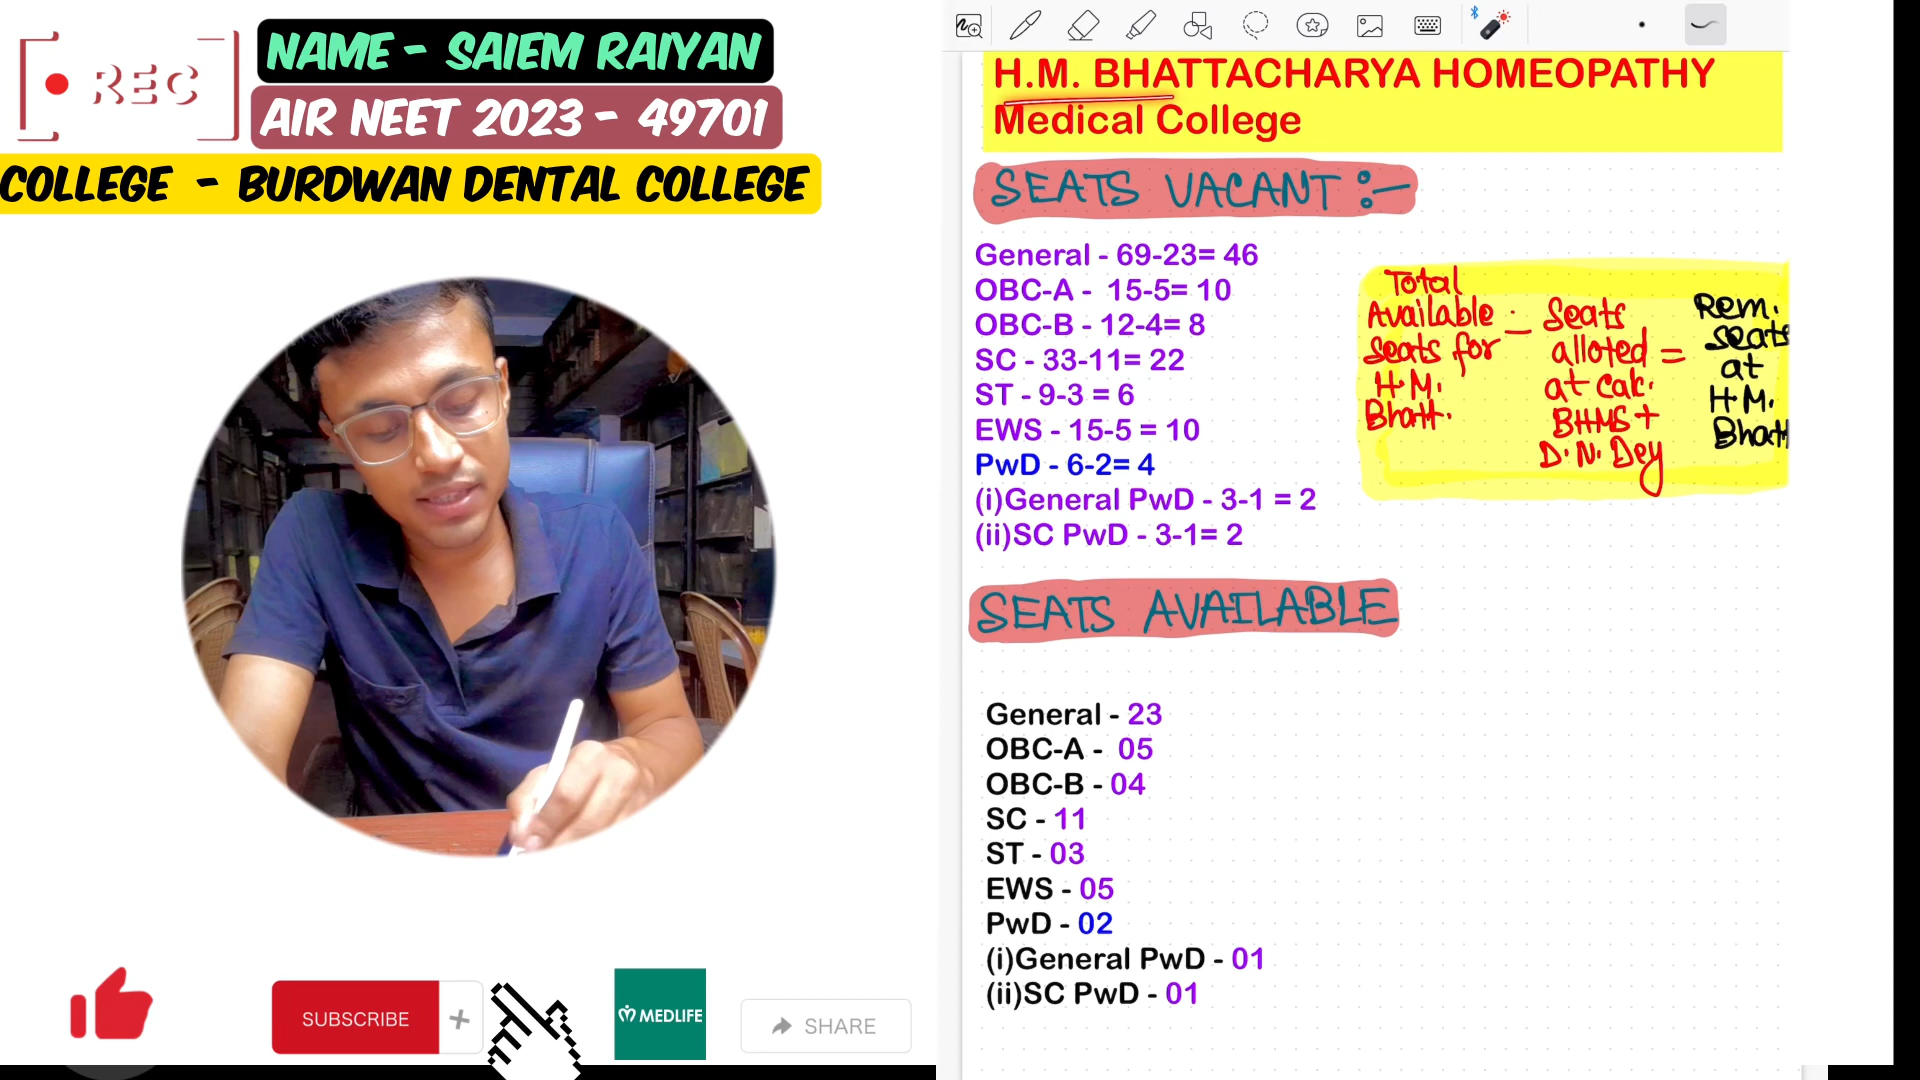 REC
NAME - SAIEM RAIYAN
AIR NEET 2023 - 49701
COLLEGE - BURDWAN DENTAL COLLEGE
H.M. BHATTACHARYA HOMEOPATHY
Medical College
SEATS VACANT :-
General - 69-23= 46
OBC-A - 15-5= 10
OBC-B - 12-4= 8
SC - 33-11= 22
ST - 9-3 = 6
EWS - 15-5 = 10
PwD - 6-2= 4
(i)General PwD - 3-1 = 2
(ii)SC PwD - 3-1= 2
Total
Available
Seats for
H.M.
Bhatt.
-
Seats
alloted
at Cal.
BHMS +
D.N. Dey
=
Rem.
seats
at
H.M.
Bhatt
SEATS AVAILABLE
General - 23
OBC-A - 05
OBC-B - 04
SC - 11
ST - 03
EWS - 05
PwD - 02
(i)General PwD - 01
(ii)SC PwD - 01
SUBSCRIBE +
MEDLIFE
SHARE